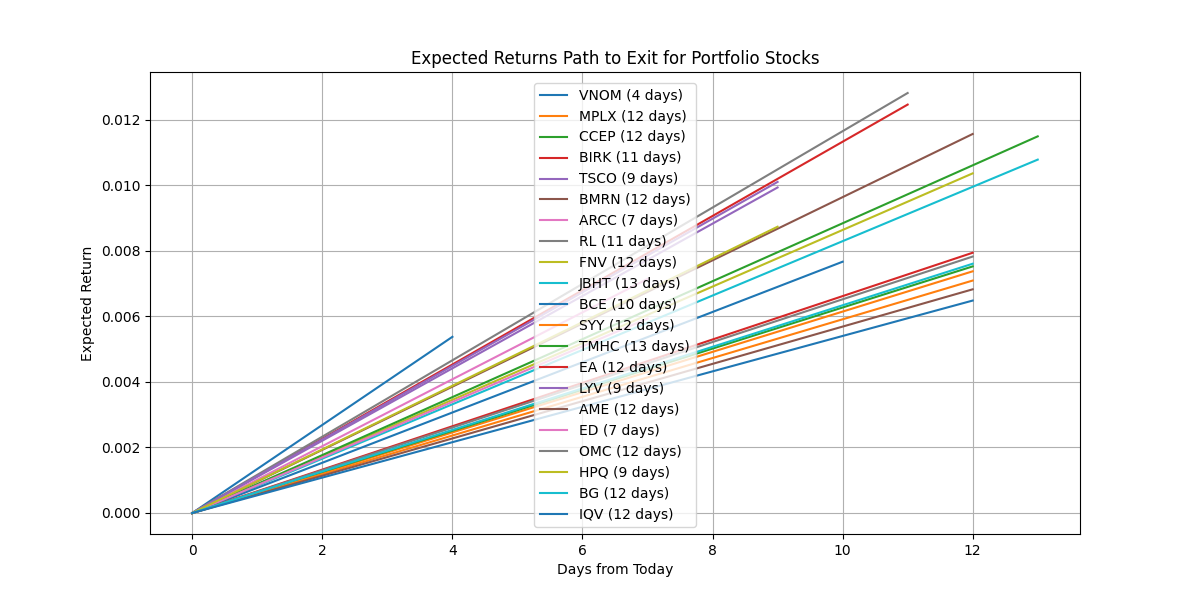 Expected Returns Path to Exit for Portfolio Stocks
Expected Return
0.012
0.010
0.008
0.006
0.004
0.002
0.000
VNOM (4 days)
MPLX (12 days)
CCEP (12 days)
BIRK (11 days)
TSCO (9 days)
BMRN (12 days)
ARCC (7 days)
RL (11 days)
FNV (12 days)
JBHT (13 days)
BCE (10 days)
SYY (12 days)
TMHC (13 days)
EA (12 days)
LYV (9 days)
AME (12 days)
ED (7 days)
OMC (12 days)
HPQ (9 days)
BG (12 days)
IQV (12 days)
0 2 4 6 8 10 12
Days from Today